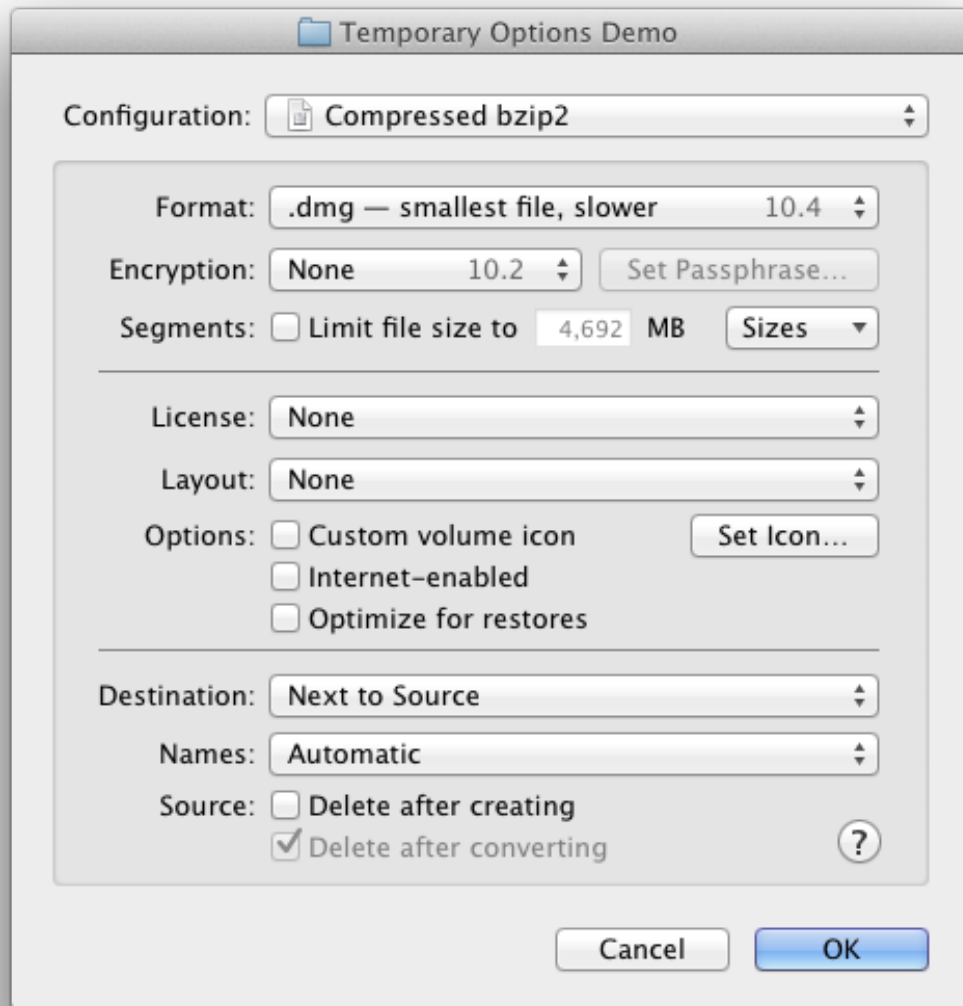 Temporary Options Demo
Configuration: Compressed bzip2
Format: .dmg — smallest file, slower 10.4
Encryption: None 10.2 Set Passphrase...
Segments: Limit file size to 4,692 MB Sizes
License: None
Layout: None
Options: Custom volume icon Set Icon...
Internet-enabled
Optimize for restores
Destination: Next to Source
Names: Automatic
Source: Delete after creating
Delete after converting ?
Cancel OK